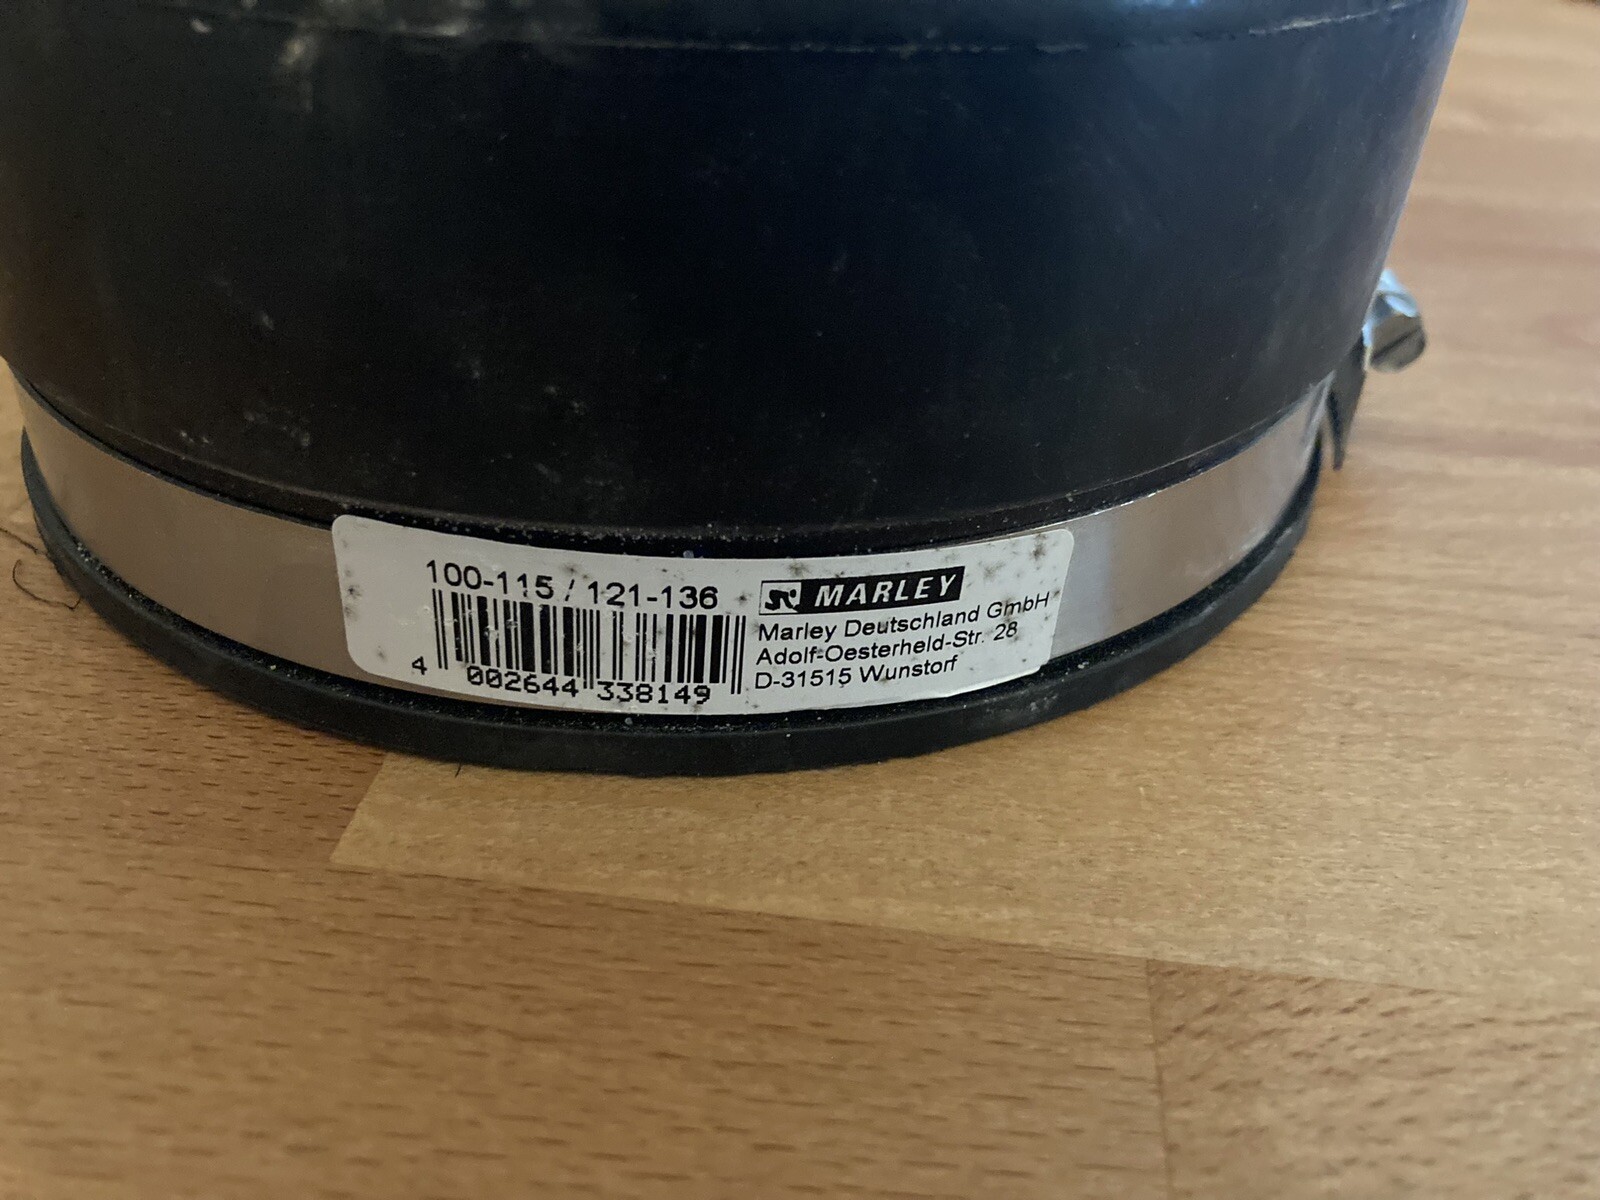 100-115 / 121-136
4 002644 338149
MARLEY
Marley Deutschland GmbH
Adolf-Oesterheld-Str. 28
D-31515 Wunstorf